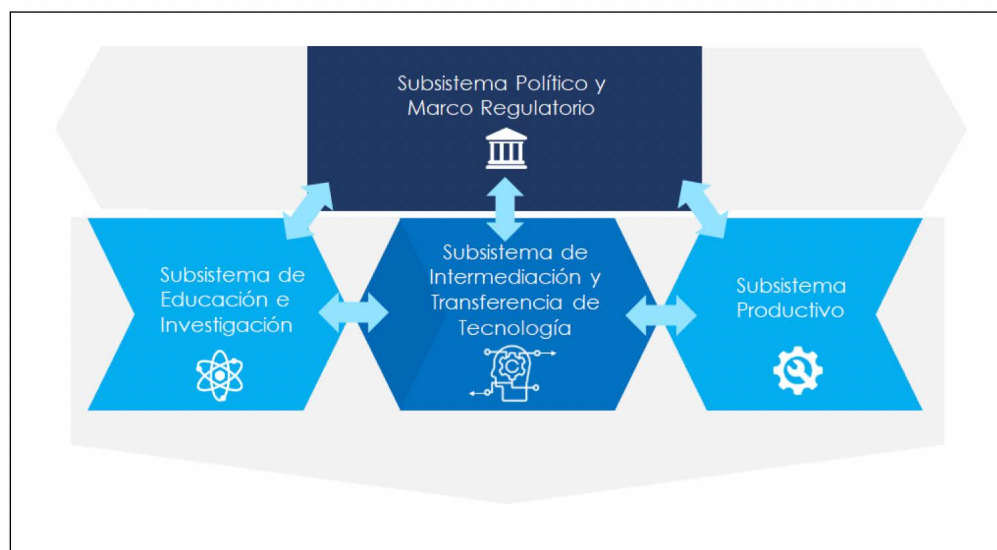 Subsistema Político y
Marco Regulatorio
Subsistema de
Educación e
Investigación
Subsistema de
Intermediación y
Transferencia de
Tecnología
Subsistema
Productivo